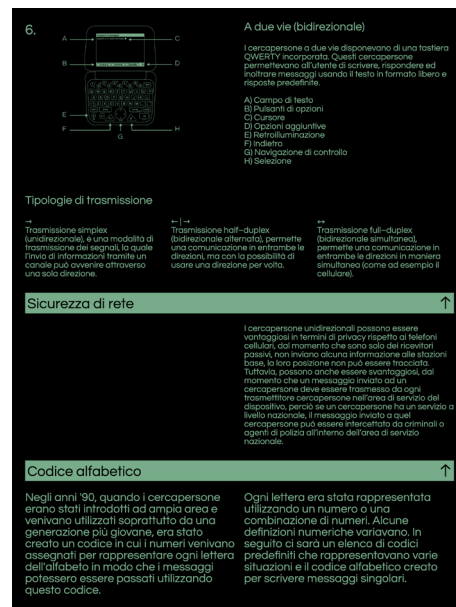 6.
A
C
B
D
E
F
G
H
A due vie (bidirezionale)
I cercapersone a due vie disponevano di una tastiera
QWERTY incorporata. Questi cercapersone
permettevano all'utente di scrivere, rispondere ed
inoltrare messaggi usando il testo in formato libero e
risposte predefinite.
A) Campo di testo
B) Pulsanti di opzioni
C) Cursore
D) Opzioni aggiuntive
E) Retroilluminazione
F) Indietro
G) Navigazione di controllo
H) Selezione
Tipologie di trasmissione
→
Trasmissione simplex
(unidirezionale), è una modalità di
trasmissione dei segnali, la quale
l'invio di informazioni tramite un
canale può avvenire attraverso
una sola direzione.
←|→
Trasmissione half-duplex
(bidirezionale alternata), permette
una comunicazione in entrambe le
direzioni, ma con la possibilità di
usare una direzione per volta.
↔
Trasmissione full-duplex
(bidirezionale simultanea),
permette una comunicazione in
entrambe le direzioni in maniera
simultanea (come ad esempio il
cellulare).
Sicurezza di rete ↑
I cercapersone unidirezionali possono essere
vantaggiosi in termini di privacy rispetto ai telefoni
cellulari, dal momento che sono solo dei ricevitori
passivi, non inviano alcuna informazione alle stazioni
base, la loro posizione non può essere tracciata.
Tuttavia, possono anche essere svantaggiosi, dal
momento che un messaggio inviato ad un
cercapersone deve essere trasmesso da ogni
trasmettitore cercapersone nell'area di servizio del
dispositivo, perciò se un cercapersone ha un servizio a
livello nazionale, il messaggio inviato a quel
cercapersone può essere intercettato da criminali o
agenti di polizia all'interno dell'area di servizio
nazionale.
Codice alfabetico ↑
Negli anni '90, quando i cercapersone
erano stati introdotti ad ampia area e
venivano utilizzati soprattutto da una
generazione più giovane, era stato
creato un codice in cui i numeri venivano
assegnati per rappresentare ogni lettera
dell'alfabeto in modo che i messaggi
potessero essere passati utilizzando
questo codice.
Ogni lettera era stata rappresentata
utilizzando un numero o una
combinazione di numeri. Alcune
definizioni numeriche variavano. In
seguito ci sarà un elenco di codici
predefiniti che rappresentavano varie
situazioni e il codice alfabetico creato
per scrivere messaggi singolari.